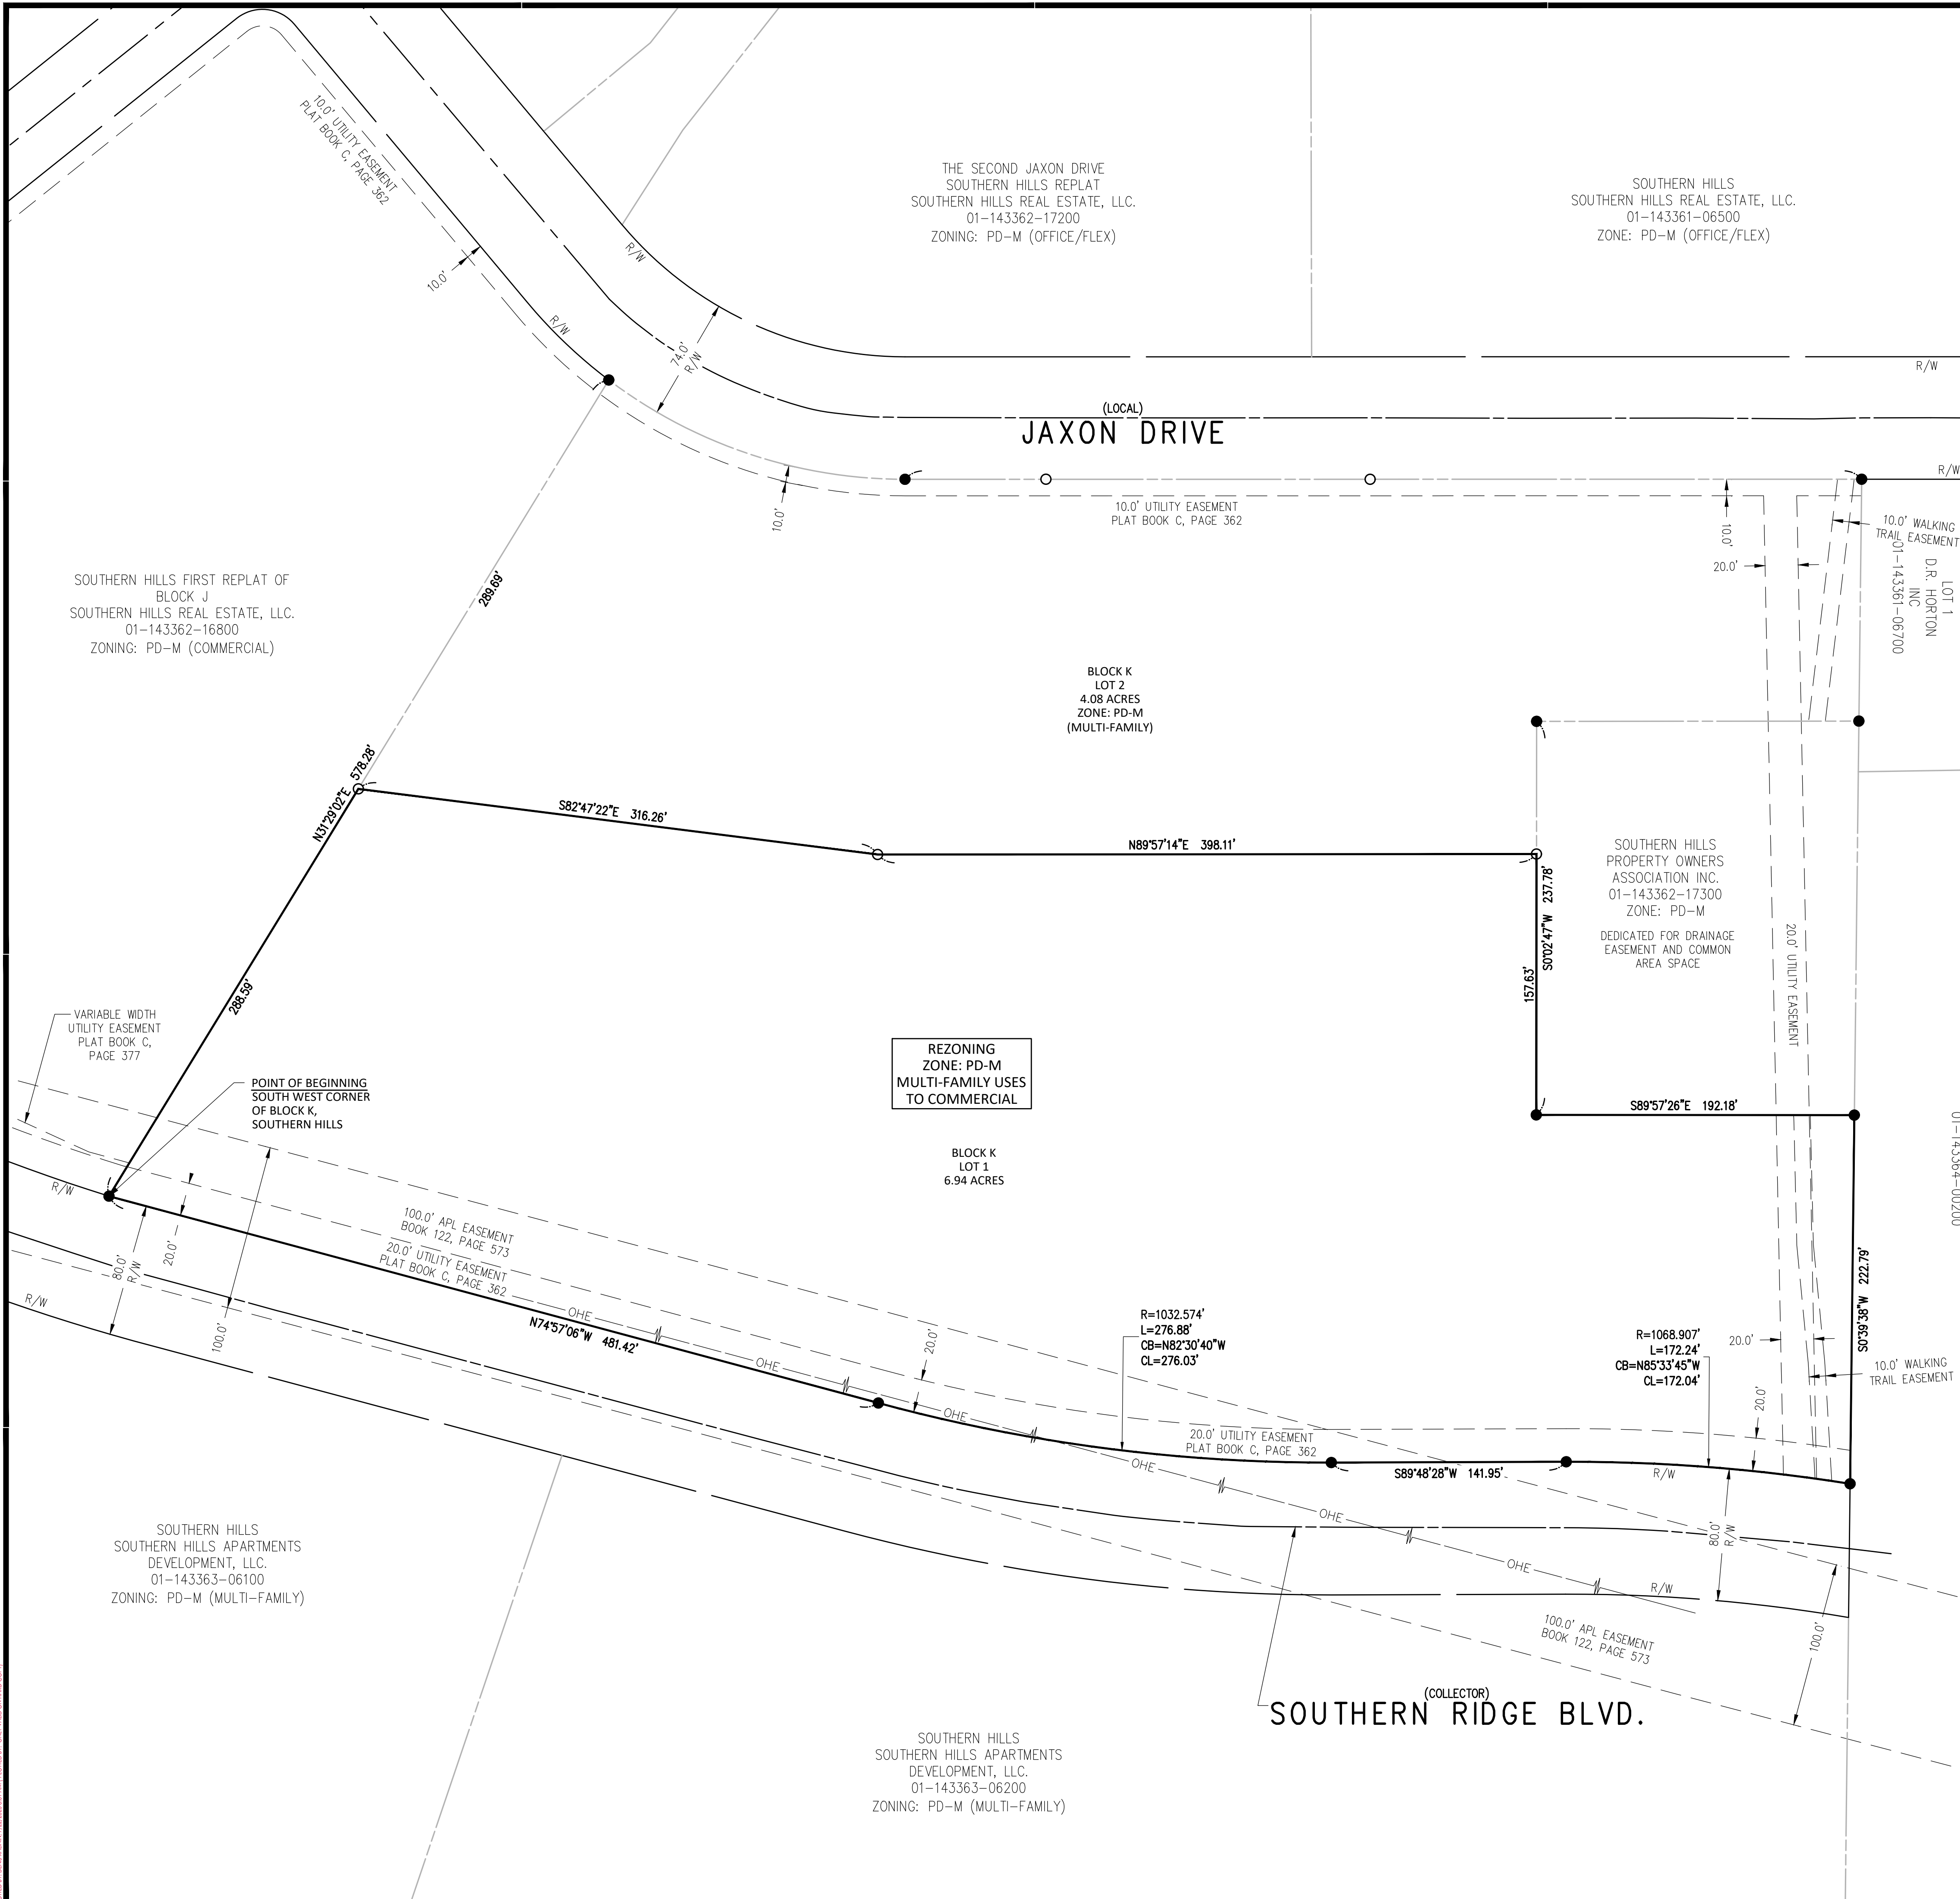 10.0' UTILITY EASEMENT
PLAT BOOK C, PAGE 362
10.0'
R/W
R/W
74.0'
R/W
THE SECOND JAXON DRIVE
SOUTHERN HILLS REPLAT
SOUTHERN HILLS REAL ESTATE, LLC.
01-143362-17200
ZONING: PD-M (OFFICE/FLEX)
SOUTHERN HILLS
SOUTHERN HILLS REAL ESTATE, LLC.
01-143361-06500
ZONE: PD-M (OFFICE/FLEX)
R/W
(LOCAL)
JAXON DRIVE
R/W
10.0'
10.0' UTILITY EASEMENT
PLAT BOOK C, PAGE 362
10.0'
20.0'
10.0' WALKING
TRAIL EASEMENT
LOT 1
D.R. HORTON
INC
01-143361-06700
SOUTHERN HILLS FIRST REPLAT OF
BLOCK J
SOUTHERN HILLS REAL ESTATE, LLC.
01-143362-16800
ZONING: PD-M (COMMERCIAL)
289.69'
BLOCK K
LOT 2
4.08 ACRES
ZONE: PD-M
(MULTI-FAMILY)
N31°29'02"E 578.28'
S82°47'22"E 316.26'
N89°57'14"E 398.11'
S0°02'47"W 237.78'
157.63'
SOUTHERN HILLS
PROPERTY OWNERS
ASSOCIATION INC.
01-143362-17300
ZONE: PD-M
DEDICATED FOR DRAINAGE
EASEMENT AND COMMON
AREA SPACE
20.0' UTILITY EASEMENT
288.59'
VARIABLE WIDTH
UTILITY EASEMENT
PLAT BOOK C,
PAGE 377
POINT OF BEGINNING
SOUTH WEST CORNER
OF BLOCK K,
SOUTHERN HILLS
REZONING
ZONE: PD-M
MULTI-FAMILY USES
TO COMMERCIAL
S89°57'26"E 192.18'
01-143364-00200
BLOCK K
LOT 1
6.94 ACRES
R/W
80.0'
R/W
20.0'
100.0'
R/W
100.0' APL EASEMENT
BOOK 122, PAGE 573
20.0' UTILITY EASEMENT
PLAT BOOK C, PAGE 362
OHE
N74°57'06"W 481.42'
OHE
20.0'
OHE
R=1032.574'
L=276.88'
CB=N82°30'40"W
CL=276.03'
R=1068.907'
L=172.24'
CB=N85°33'45"W
CL=172.04'
20.0'
S0°39'38"W 222.79'
10.0' WALKING
TRAIL EASEMENT
20.0'
20.0' UTILITY EASEMENT
PLAT BOOK C, PAGE 362
OHE
S89°48'28"W 141.95'
R/W
OHE
80.0'
R/W
OHE
R/W
100.0' APL EASEMENT
BOOK 122, PAGE 573
100.0'
SOUTHERN HILLS
SOUTHERN HILLS APARTMENTS
DEVELOPMENT, LLC.
01-143363-06100
ZONING: PD-M (MULTI-FAMILY)
(COLLECTOR)
SOUTHERN RIDGE BLVD.
SOUTHERN HILLS
SOUTHERN HILLS APARTMENTS
DEVELOPMENT, LLC.
01-143363-06200
ZONING: PD-M (MULTI-FAMILY)